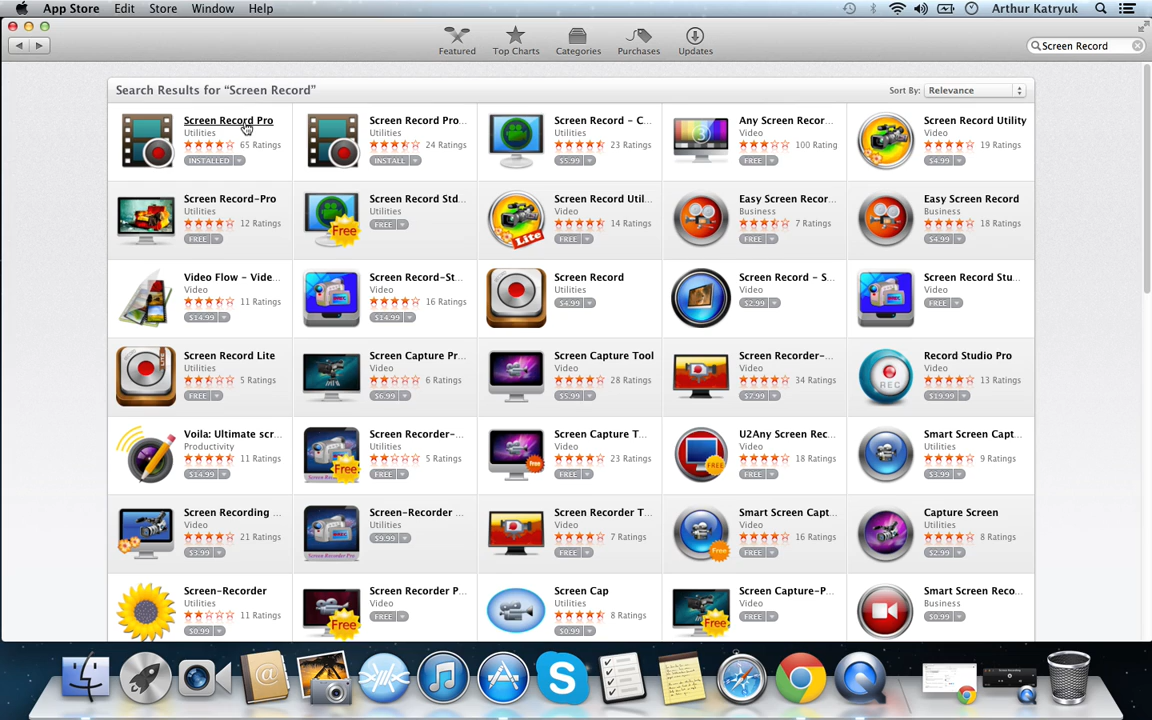 App Store Edit Store Window Help Arthur Katryuk
Featured Top Charts Categories Purchases Updates
Screen Record
Search Results for “Screen Record” Sort By: Relevance
Screen Record Pro
Utilities
65 Ratings
INSTALLED
Screen Record Pro...
Utilities
24 Ratings
INSTALL
Screen Record – C...
Utilities
23 Ratings
$5.99
Any Screen Recor...
Video
100 Rating
FREE
Screen Record Utility
Video
19 Ratings
$4.99
Screen Record-Pro
Utilities
12 Ratings
FREE
Free
Screen Record Std...
Utilities
FREE
Lite
Screen Record Util...
Video
14 Ratings
FREE
Easy Screen Recor...
Business
7 Ratings
FREE
Easy Screen Record
Business
18 Ratings
$4.99
Video Flow – Vide...
Video
11 Ratings
$14.99
Screen Record-St...
Video
16 Ratings
$14.99
Screen Record
Utilities
$4.99
Screen Record – S...
Video
$2.99
Screen Record Stu...
Video
FREE
Screen Record Lite
Utilities
5 Ratings
FREE
Screen Capture Pr...
Video
6 Ratings
$6.99
Screen Capture Tool
Video
28 Ratings
$5.99
Screen Recorder-...
Video
34 Ratings
$7.99
REC
Record Studio Pro
Video
13 Ratings
$19.99
Voila: Ultimate scr...
Productivity
11 Ratings
$14.99
Free
Screen Recorder-...
Utilities
5 Ratings
FREE
free
Screen Capture T...
Video
23 Ratings
FREE
FREE
U2Any Screen Rec...
Video
18 Ratings
FREE
Smart Screen Capt...
Utilities
9 Ratings
$3.99
Screen Recording ...
Video
21 Ratings
$3.99
Screen Recorder Pro
Screen-Recorder ...
Utilities
$9.99
Screen Recorder T...
Video
7 Ratings
FREE
Free
Smart Screen Capt...
Video
16 Ratings
FREE
Capture Screen
Utilities
8 Ratings
$2.99
Screen-Recorder
Utilities
11 Ratings
$0.99
Free
Screen Recorder P...
Video
FREE
Screen Cap
Utilities
8 Ratings
$0.99
Free
Screen Capture-P...
Video
FREE
Smart Screen Reco...
Business
$0.99